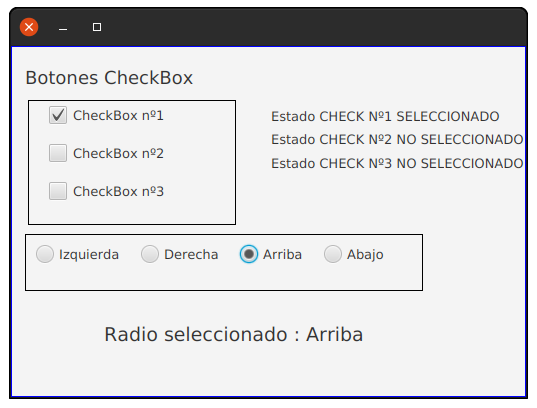 Botones CheckBox
CheckBox nº1
CheckBox nº2
CheckBox nº3
Estado CHECK Nº1 SELECCIONADO
Estado CHECK Nº2 NO SELECCIONADO
Estado CHECK Nº3 NO SELECCIONADO
Izquierda Derecha Arriba Abajo
Radio seleccionado : Arriba